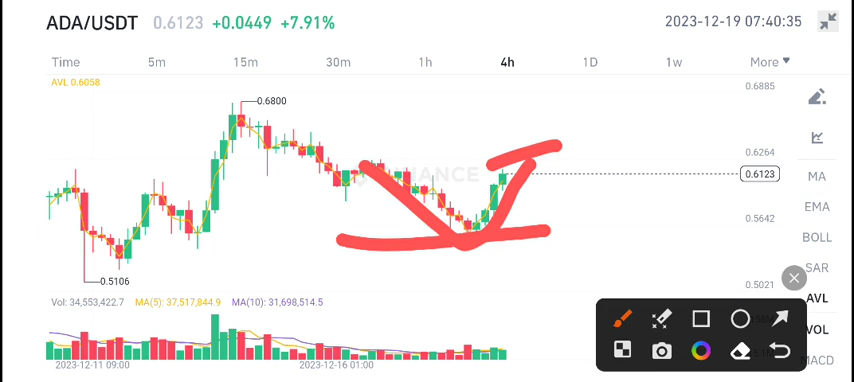 ADA/USDT 0.6123 +0.0449 +7.91% 2023-12-19 07:40:35
Time 5m 15m 30m 1h 4h 1D 1w More
AVL 0.6058
0.6885
0.6800
0.6264
BINANCE
0.6123
0.5642
0.5106
0.5021
MA
EMA
BOLL
SAR
AVL
VOL
MACD
Vol: 34,553,422.7 MA(5): 37,517,844.9 MA(10): 31,698,514.5
2023-12-11 09:00 2023-12-16 01:00